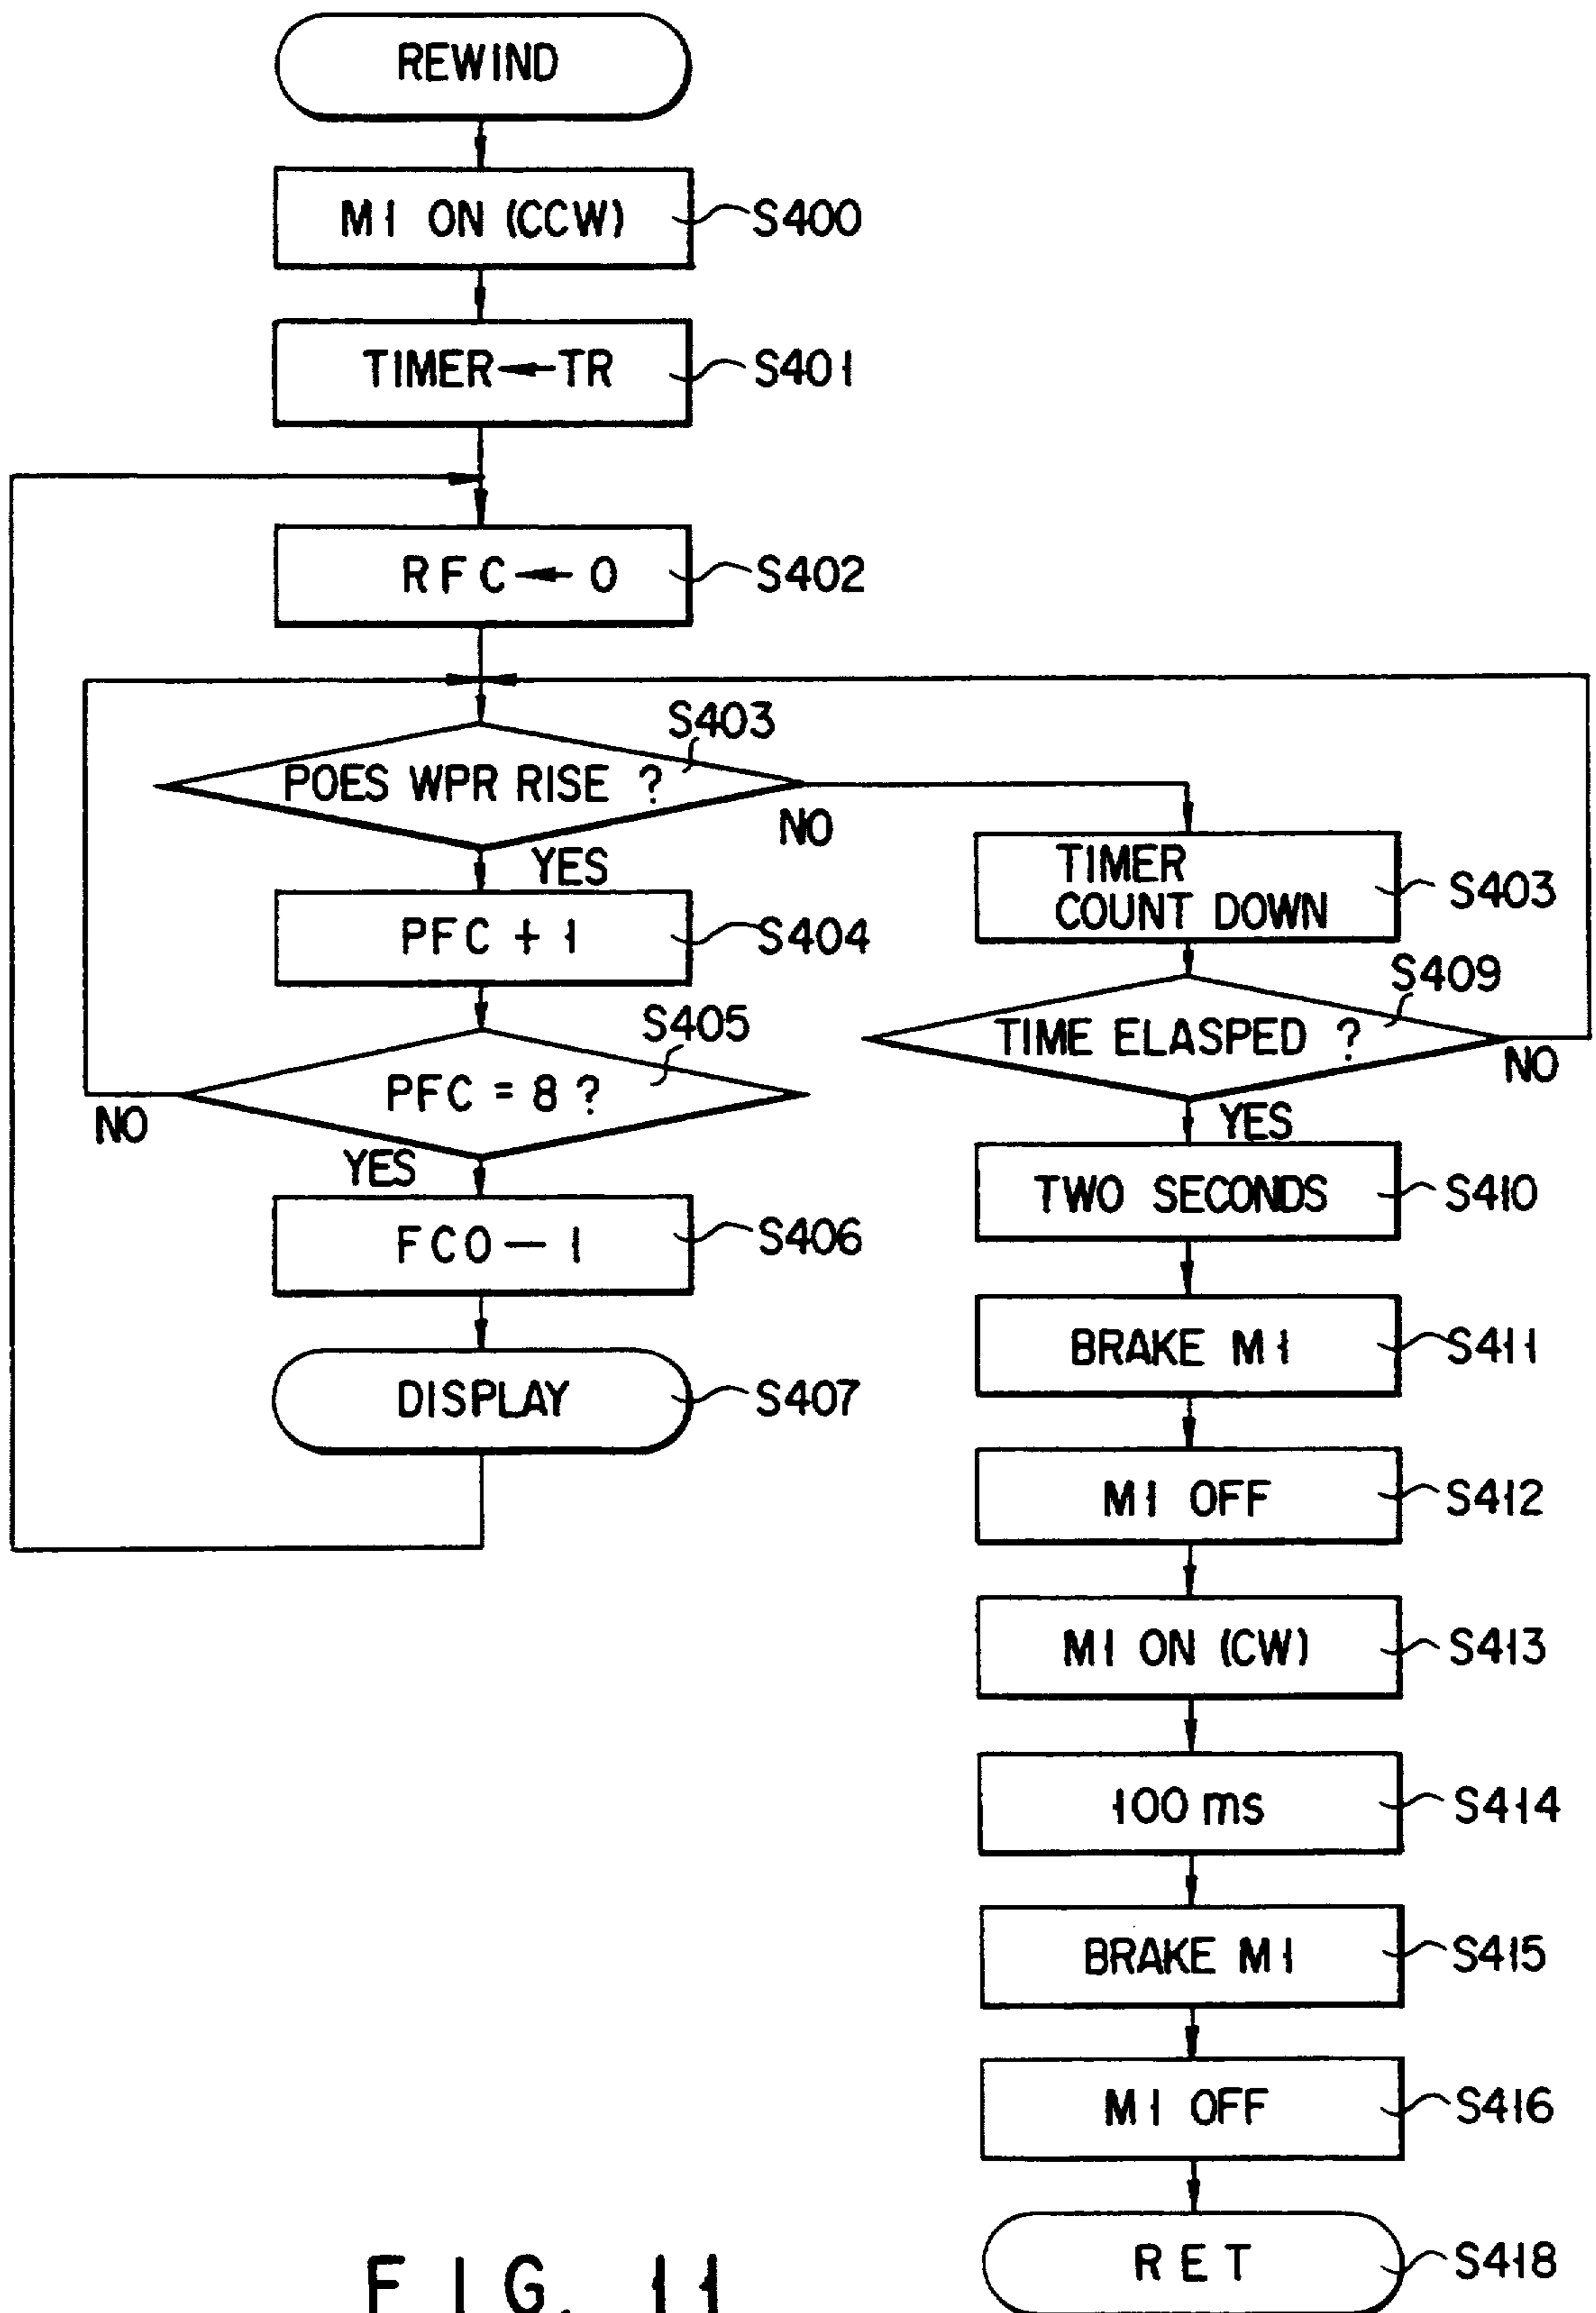 REWIND
M1 ON (CCW)
S400
TIMER←TR
S401
RFC←0
S402
S403
POES WPR RISE ?
NO
YES
PFC + 1
S404
S405
PFC = 8 ?
NO
YES
FC0 — 1
S406
DISPLAY
S407
TIMER
COUNT DOWN
S403
S409
TIME ELASPED ?
NO
YES
TWO SECONDS
S410
BRAKE M1
S411
M1 OFF
S412
M1 ON (CW)
S413
100 ms
S414
BRAKE M1
S415
M1 OFF
S416
RET
S418
FIG. 11